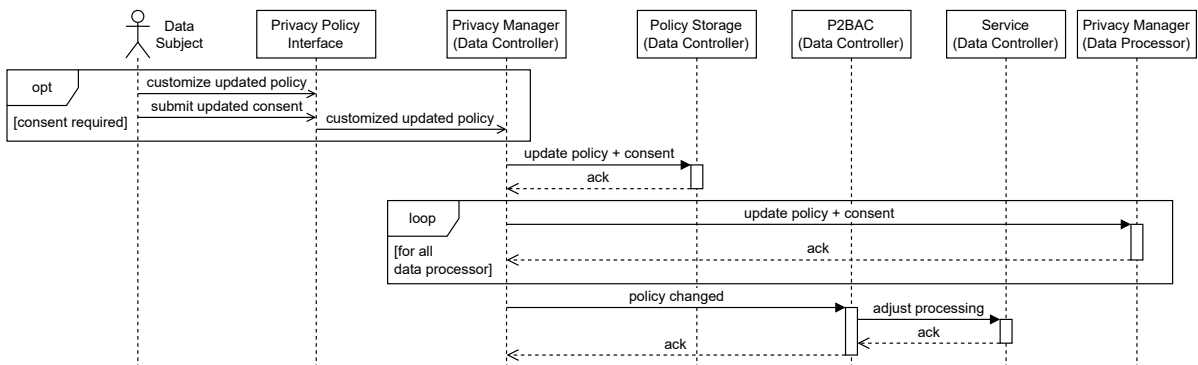 Data
Subject
Privacy Policy
Interface
Privacy Manager
(Data Controller)
Policy Storage
(Data Controller)
P2BAC
(Data Controller)
Service
(Data Controller)
Privacy Manager
(Data Processor)
opt
[consent required]
customize updated policy
submit updated consent
customized updated policy
update policy + consent
ack
loop
[for all
data processor]
update policy + consent
ack
policy changed
adjust processing
ack
ack